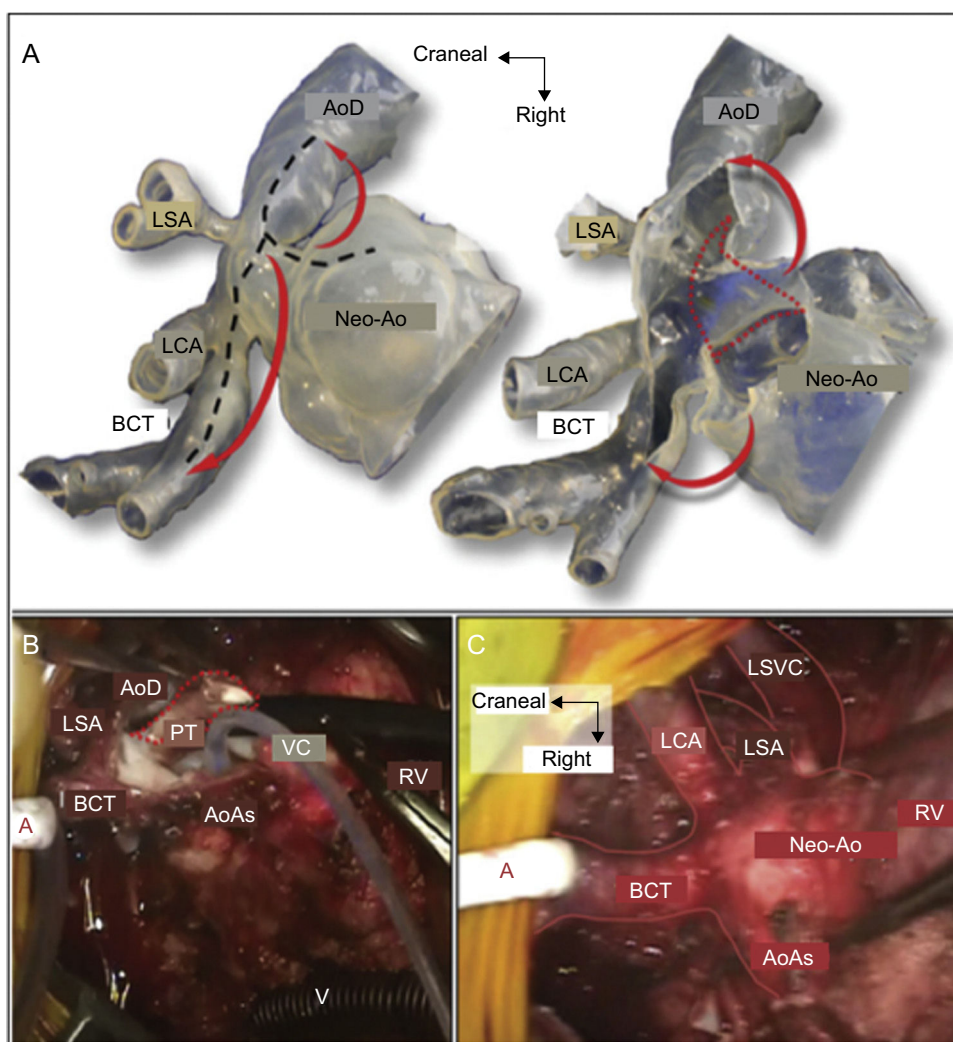 A
Craneal
Right
AoD
LSA
LCA
BCT
Neo-Ao
AoD
LSA
LCA
BCT
Neo-Ao
B
AoD
LSA
PT
VC
BCT
AoAs
RV
A
V
C
Craneal
Right
LSVC
LCA
LSA
RV
Neo-Ao
A
BCT
AoAs